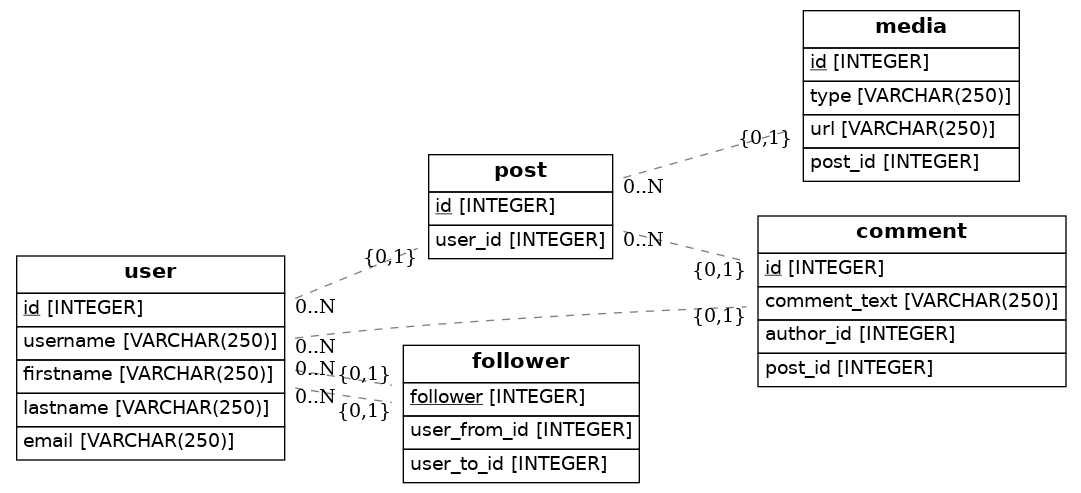 media
id [INTEGER]
type [VARCHAR(250)]
url [VARCHAR(250)]
post_id [INTEGER]
{0,1}
0..N
post
id [INTEGER]
user_id [INTEGER]
0..N
{0,1}
comment
id [INTEGER]
comment_text [VARCHAR(250)]
author_id [INTEGER]
post_id [INTEGER]
{0,1}
0..N
user
id [INTEGER]
username [VARCHAR(250)]
firstname [VARCHAR(250)]
lastname [VARCHAR(250)]
email [VARCHAR(250)]
{0,1}
0..N
0..N
{0,1}
0..N
{0,1}
follower
follower [INTEGER]
user_from_id [INTEGER]
user_to_id [INTEGER]